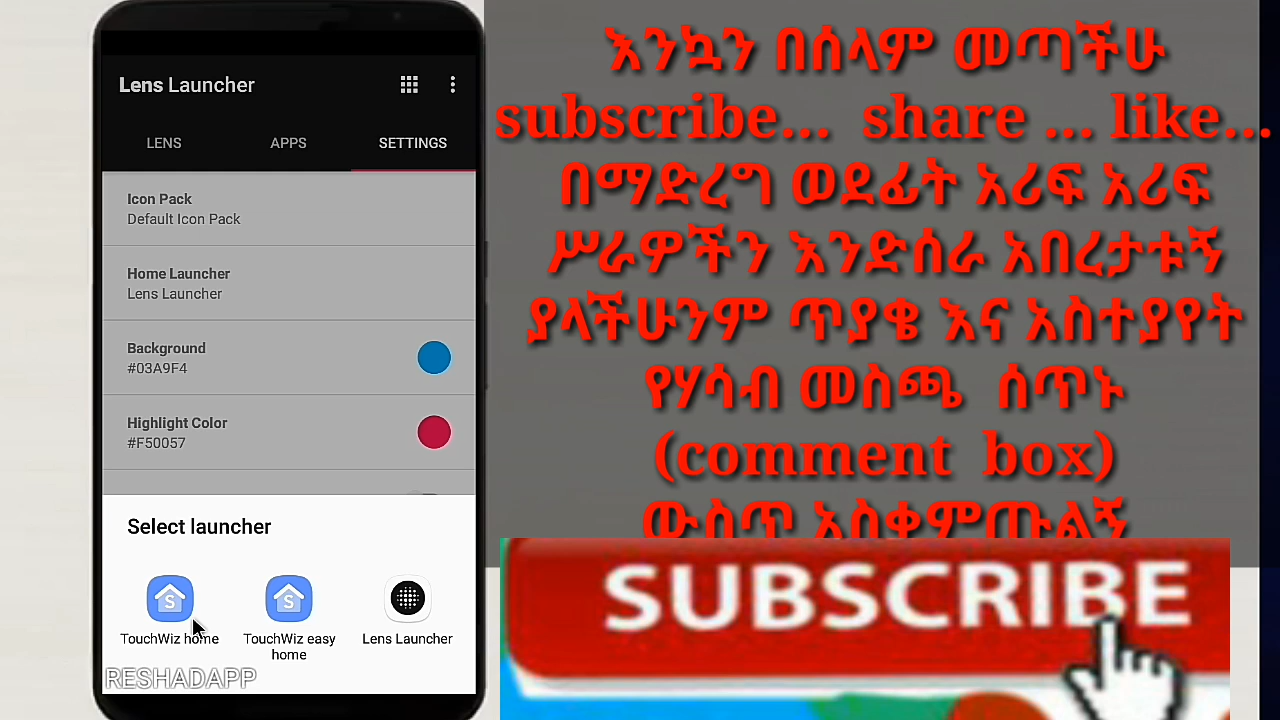 Lens Launcher
LENS APPS SETTINGS
Icon Pack
Default Icon Pack
Home Launcher
Lens Launcher
Background
#03A9F4
Highlight Color
#F50057
Select launcher
TouchWiz home
TouchWiz easy home
Lens Launcher
RESHADAPP
እንኳን በሰላም መጣችሁ
subscribe... share ... like...
በማድረግ ወደፊት አሪፍ አሪፍ
ሥራዎችን እንድሰራ አበረታቱኝ
ያላችሁንም ጥያቄ እና አስተያየት
የሃሳብ መስጫ ሰጥኑ
(comment box)
ውስጥ አስቀምጡልኝ
SUBSCRIBE